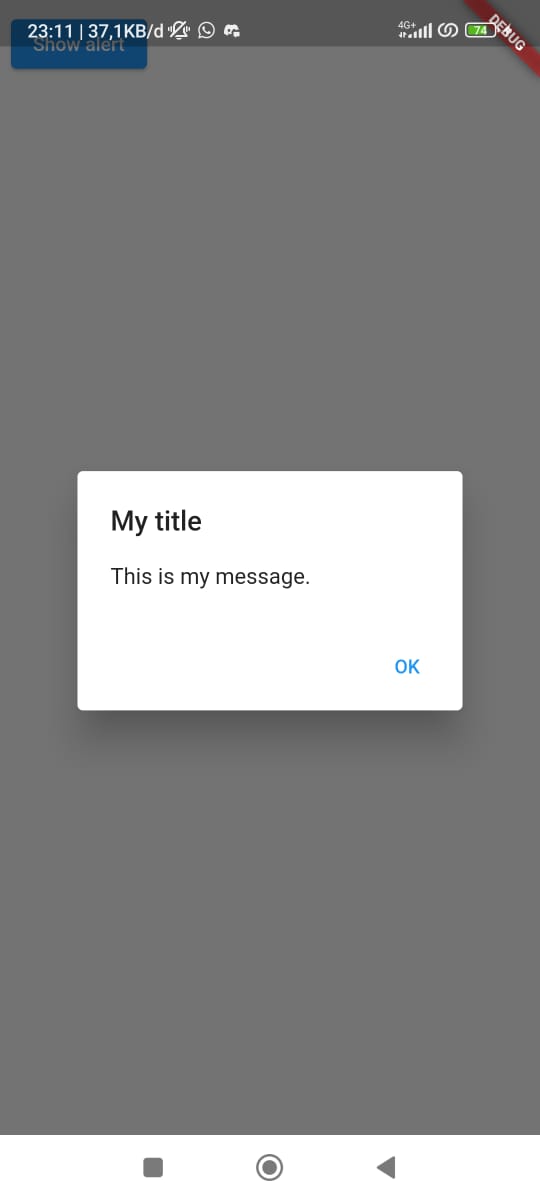 23:11 | 37,1KB/d
4G+
74
DEBUG
Show alert
My title
This is my message.
OK